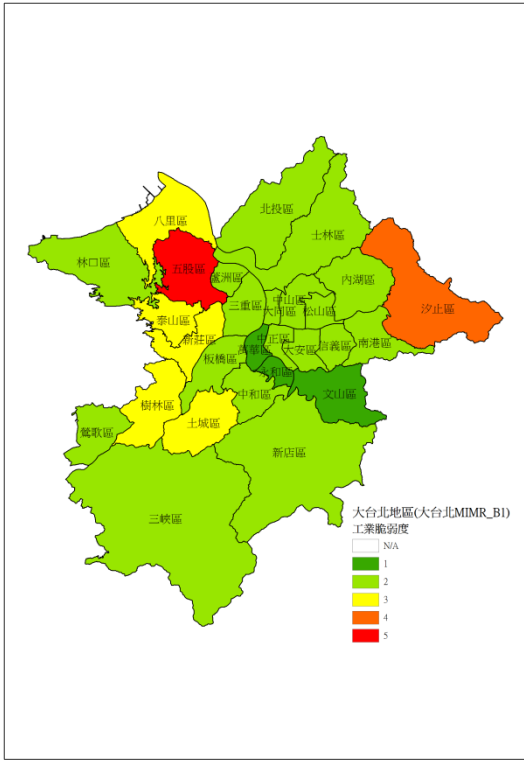 北投區
八里區
士林區
林口區
五股區
蘆洲區
內湖區
汐止區
三重區
中山區
大同區
松山區
泰山區
新莊區
中正區
萬華區
大安區
信義區
南港區
板橋區
永和區
文山區
中和區
樹林區
土城區
鶯歌區
新店區
三峽區
大台北地區(大台北MIMR_B1)
工業脆弱度
N/A
1
2
3
4
5